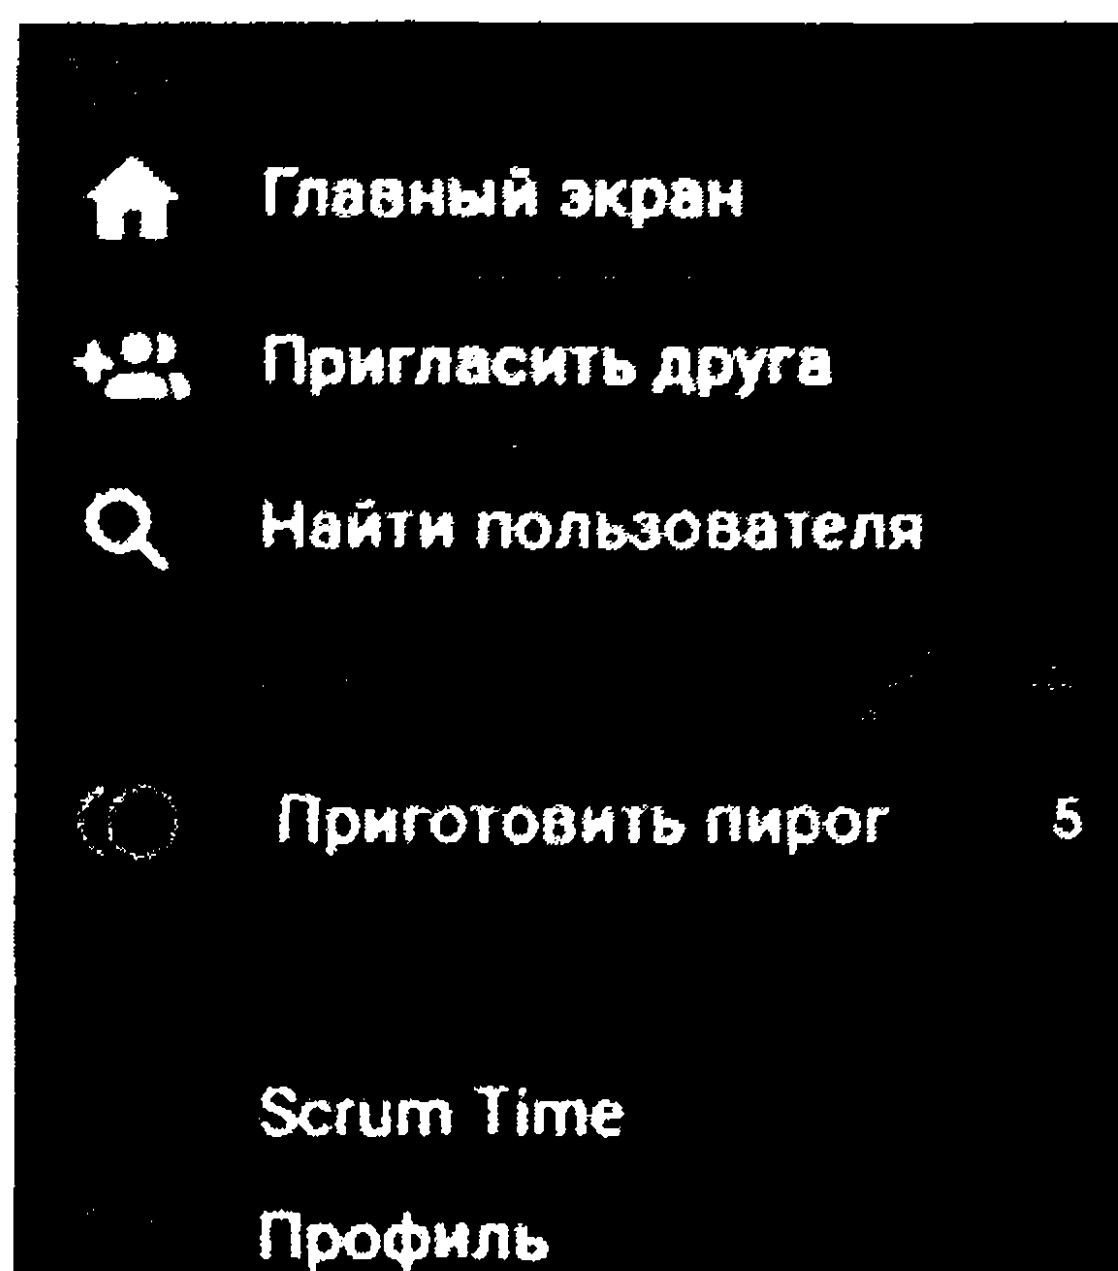 Главный экран
Пригласить друга
Найти пользователя
Приготовить пирог 5
Scrum Time
Профиль